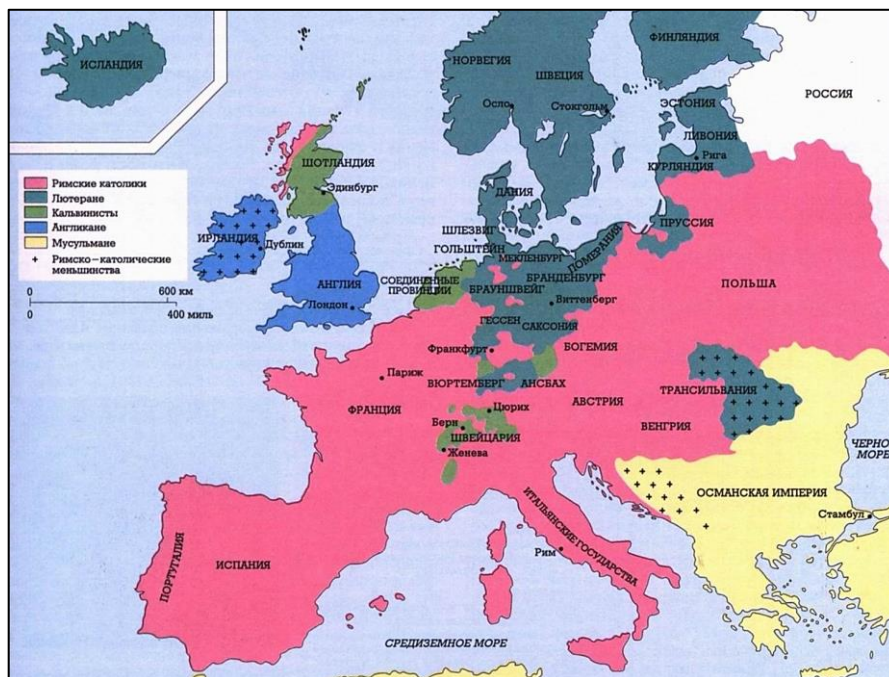 ИСЛАНДИЯ
НОРВЕГИЯ
ФИНЛЯНДИЯ
ШВЕЦИЯ
РОССИЯ
Осло
Стокгольм
ЭСТОНИЯ
ЛИВОНИЯ
Рига
КУРЛЯНДИЯ
ШОТЛАНДИЯ
Эдинбург
Римские католики
Лютеране
Кальвинисты
Англикане
Мусульмане
Римско-католические
меньшинства
0 600 КМ
0 400 МИЛЬ
ДАНИЯ
ПРУССИЯ
ШЛЕЗВИГ
ГОЛЬШТЕЙН
МЕКЛЕНБУРГ
ПОМЕРАНИЯ
ИРЛАНДИЯ
Дублин
АНГЛИЯ
Лондон
СОЕДИНЕННЫЕ
ПРОВИНЦИИ
БРАНДЕНБУРГ
БРАУНШВЕЙГ
Виттенберг
ПОЛЬША
ГЕССЕН
САКСОНИЯ
Франкфурт
БОГЕМИЯ
Париж
ВЮРТЕМБЕРГ
АНСБАХ
ТРАНСИЛЬВАНИЯ
ФРАНЦИЯ
Цюрих
АВСТРИЯ
Берн
ШВЕЙЦАРИЯ
ВЕНГРИЯ
Женева
ЧЕРНОЕ
МОРЕ
ОСМАНСКАЯ ИМПЕРИЯ
Стамбул
ИТАЛЬЯНСКИЕ ГОСУДАРСТВА
Рим
ПОРТУГАЛИЯ
ИСПАНИЯ
СРЕДИЗЕМНОЕ МОРЕ